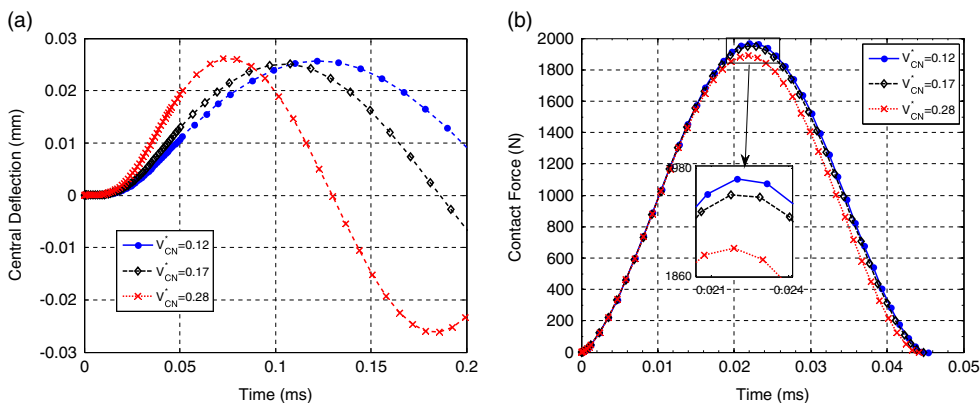 (a)
0.03
0.02
0.01
0
-0.01
-0.02
-0.03
Central Deflection (mm)
0
0.05
0.1
0.15
0.2
Time (ms)
V*CN=0.12
V*CN=0.17
V*CN=0.28
(b)
2000
1800
1600
1400
1200
1000
800
600
400
200
0
Contact Force (N)
0
0.01
0.02
0.03
0.04
0.05
Time (ms)
V*CN=0.12
V*CN=0.17
V*CN=0.28
1980
1860
0.021
0.024